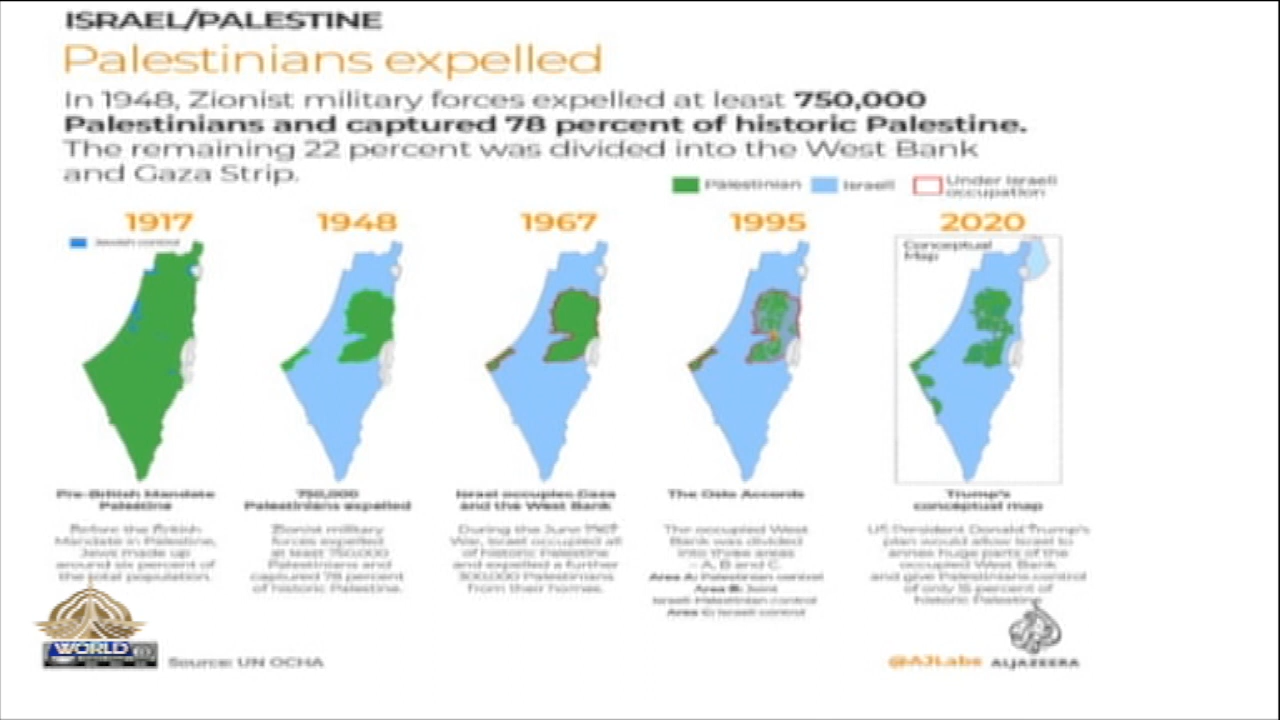 ISRAEL/PALESTINE
Palestinians expelled
In 1948, Zionist military forces expelled at least 750,000
Palestinians and captured 78 percent of historic Palestine.
The remaining 22 percent was divided into the West Bank
and Gaza Strip.
Palestinian
Israeli
Under Israeli
occupation
1917
1948
1967
1995
2020
Jewish control
Conceptual
Map
Pre-British Mandate
Palestine
Before the British
Mandate in Palestine,
Jews made up
around six percent of
the total population.
750,000
Palestinians expelled
Zionist military
forces expelled
at least 750,000
Palestinians and
captured 78 percent
of historic Palestine.
Israel occupies Gaza
and the West Bank
During the June 1967
War, Israel occupied all
of historic Palestine
and expelled a further
300,000 Palestinians
from their homes.
The Oslo Accords
The occupied West
Bank was divided
into three areas
– A, B and C.
Area A: Palestinian control
Area B: Joint
Israeli-Palestinian control
Area C: Israeli control
Trump's
conceptual map
US President Donald Trump's
plan would allow Israel to
annex huge parts of the
occupied West Bank
and give Palestinians control
of only 15 percent of
historic Palestine
WORLD
Source: UN OCHA
@AJLabs
ALJAZEERA